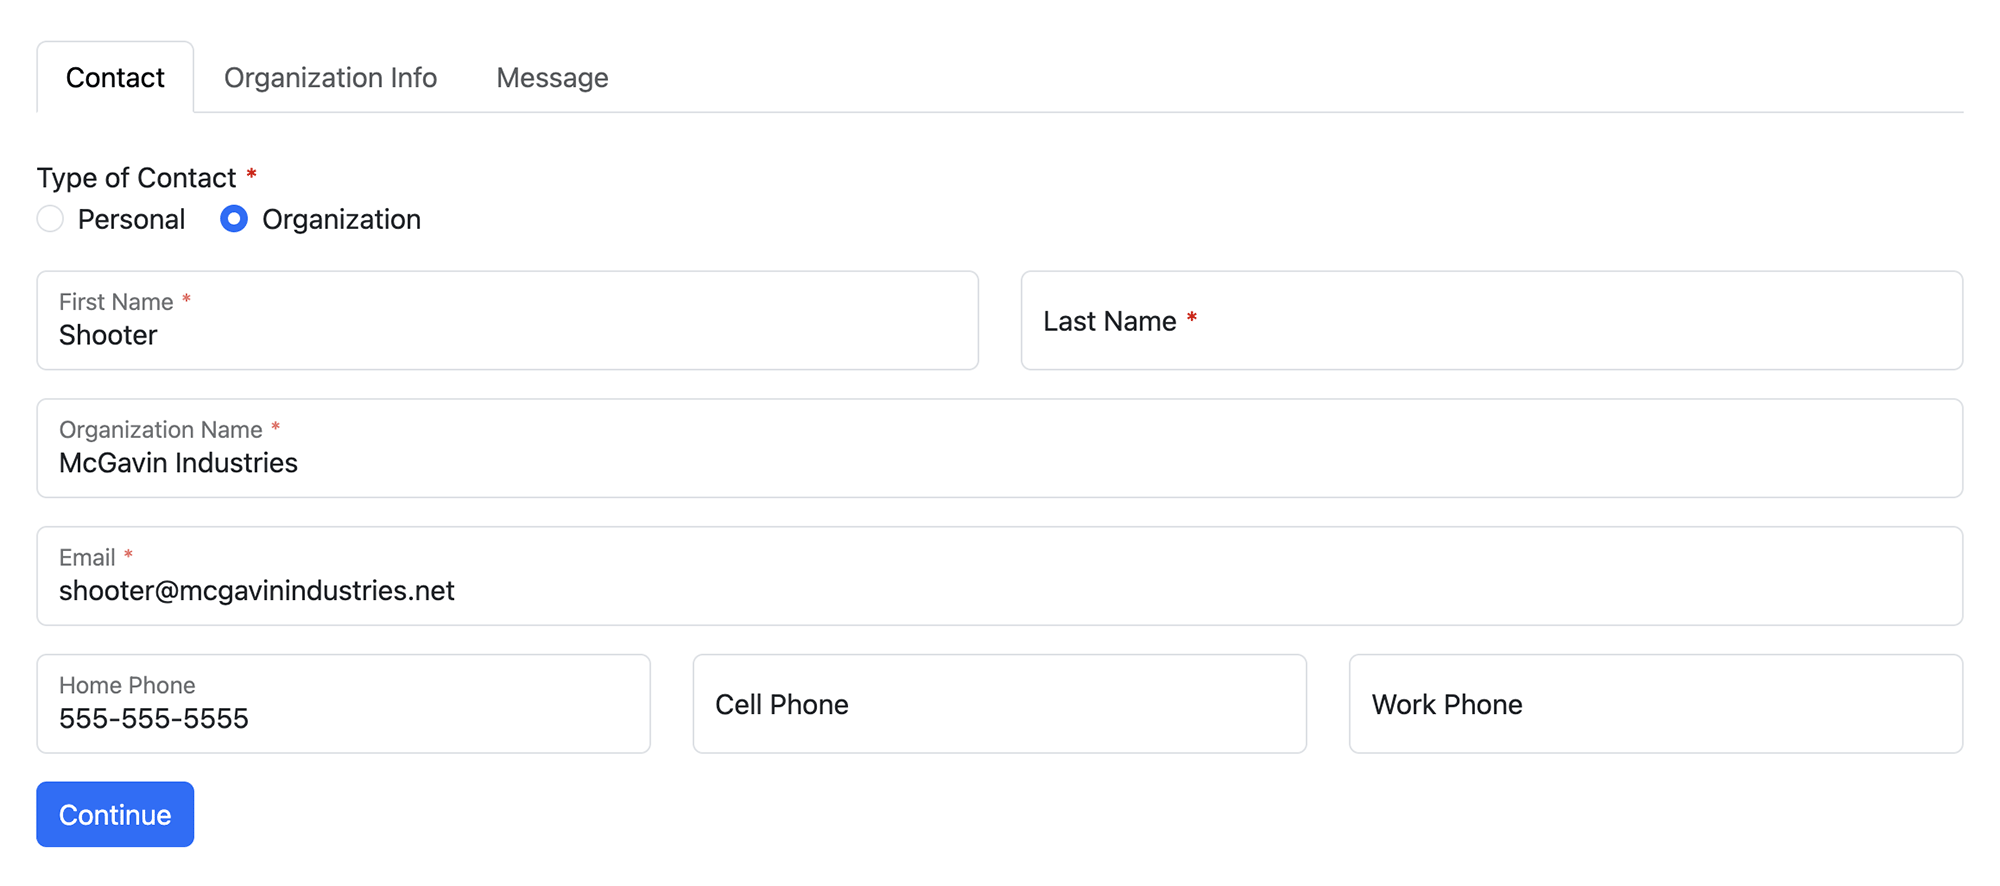 Contact Organization Info Message
Type of Contact *
Personal Organization
First Name *
Shooter
Last Name *
Organization Name *
McGavin Industries
Email *
shooter@mcgavinindustries.net
Home Phone
555-555-5555
Cell Phone
Work Phone
Continue